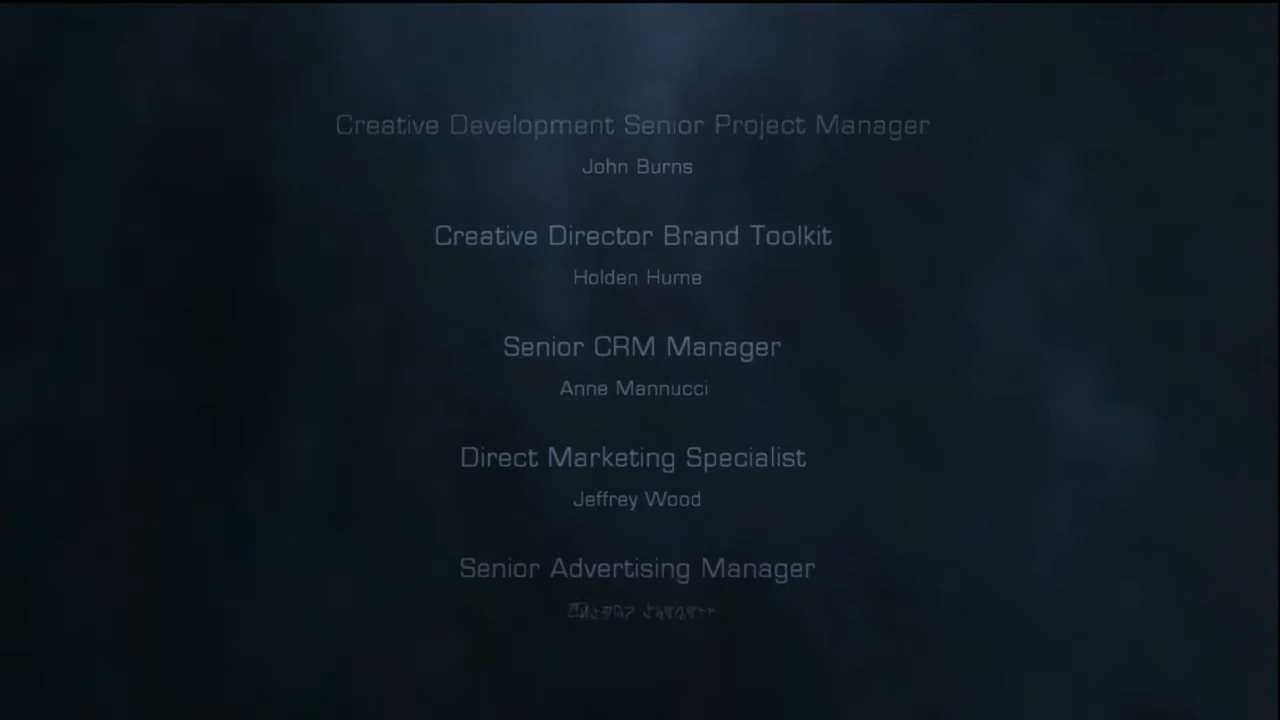 Creative Development Senior Project Manager
John Burns
Creative Director Brand Toolkit
Holden Hume
Senior CRM Manager
Anne Mannucci
Direct Marketing Specialist
Jeffrey Wood
Senior Advertising Manager